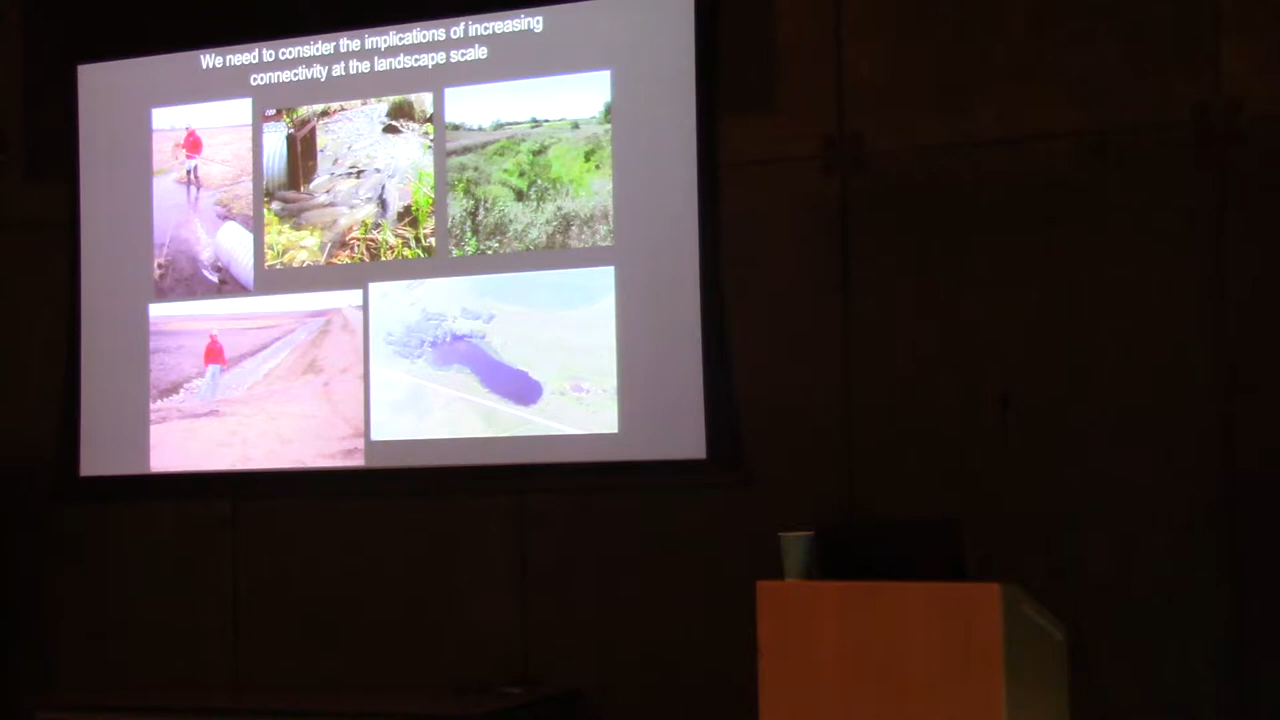 We need to consider the implications of increasing
connectivity at the landscape scale